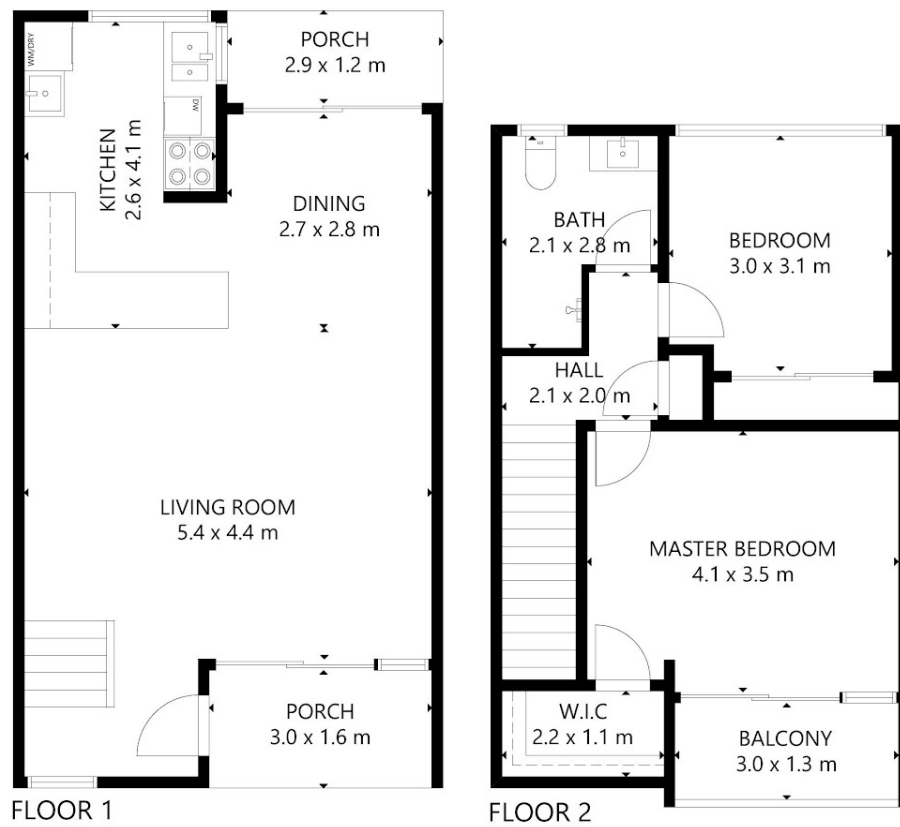 WM/DRY
DW
KITCHEN
2.6 x 4.1 m
PORCH
2.9 x 1.2 m
DINING
2.7 x 2.8 m
LIVING ROOM
5.4 x 4.4 m
PORCH
3.0 x 1.6 m
FLOOR 1
BATH
2.1 x 2.8 m
BEDROOM
3.0 x 3.1 m
HALL
2.1 x 2.0 m
MASTER BEDROOM
4.1 x 3.5 m
W.I.C
2.2 x 1.1 m
BALCONY
3.0 x 1.3 m
FLOOR 2